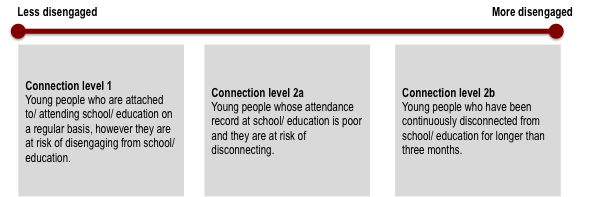 Less disengaged
More disengaged
Connection level 1
Young people who are attached
to/ attending school/ education on
a regular basis, however they are
at risk of disengaging from school/
education.
Connection level 2a
Young people whose attendance
record at school/ education is poor
and they are at risk of
disconnecting.
Connection level 2b
Young people who have been
continuously disconnected from
school/ education for longer than
three months.